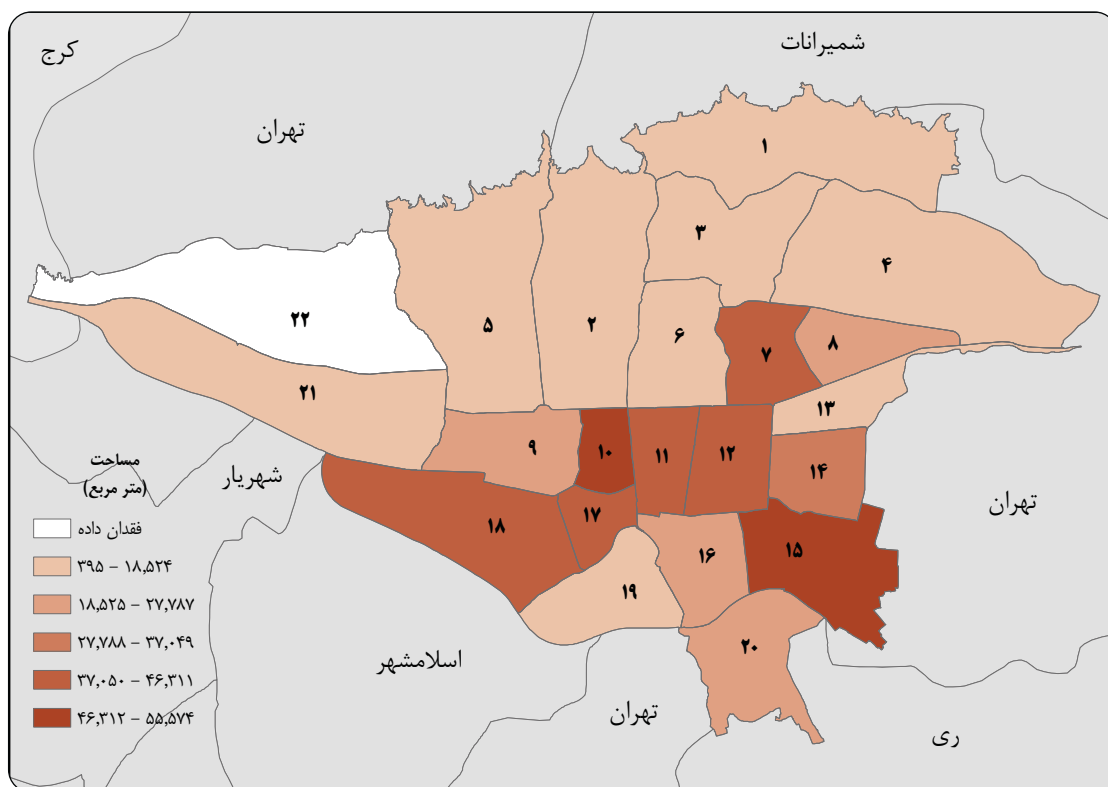 کرج
شمیرانات
تهران
۱
۳
۴
۲۲
۵
۲
۶
۷
۸
۲۱
۱۳
۹
۱۰
۱۱
۱۲
۱۴
۱۸
۱۷
۱۶
۱۵
۱۹
۲۰
شهریار
تهران
اسلامشهر
تهران
ری
مساحت
(متر مربع)
فقدان داده
۳۹۵ - ۱۸,۵۲۴
۱۸,۵۲۵ - ۲۷,۷۸۷
۲۷,۷۸۸ - ۳۷,۰۴۹
۳۷,۰۵۰ - ۴۶,۳۱۱
۴۶,۳۱۲ - ۵۵,۵۷۴